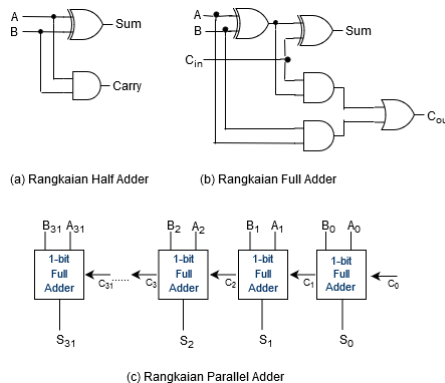 A
B
Sum
Carry
(a) Rangkaian Half Adder
A
B
C in
Sum
C ou
(b) Rangkaian Full Adder
B31 A31
B2 A2
B1 A1
B0 A0
1-bit
Full
Adder
C31
......
C3
1-bit
Full
Adder
C2
1-bit
Full
Adder
C1
1-bit
Full
Adder
C0
S31
S2
S1
S0
(c) Rangkaian Parallel Adder